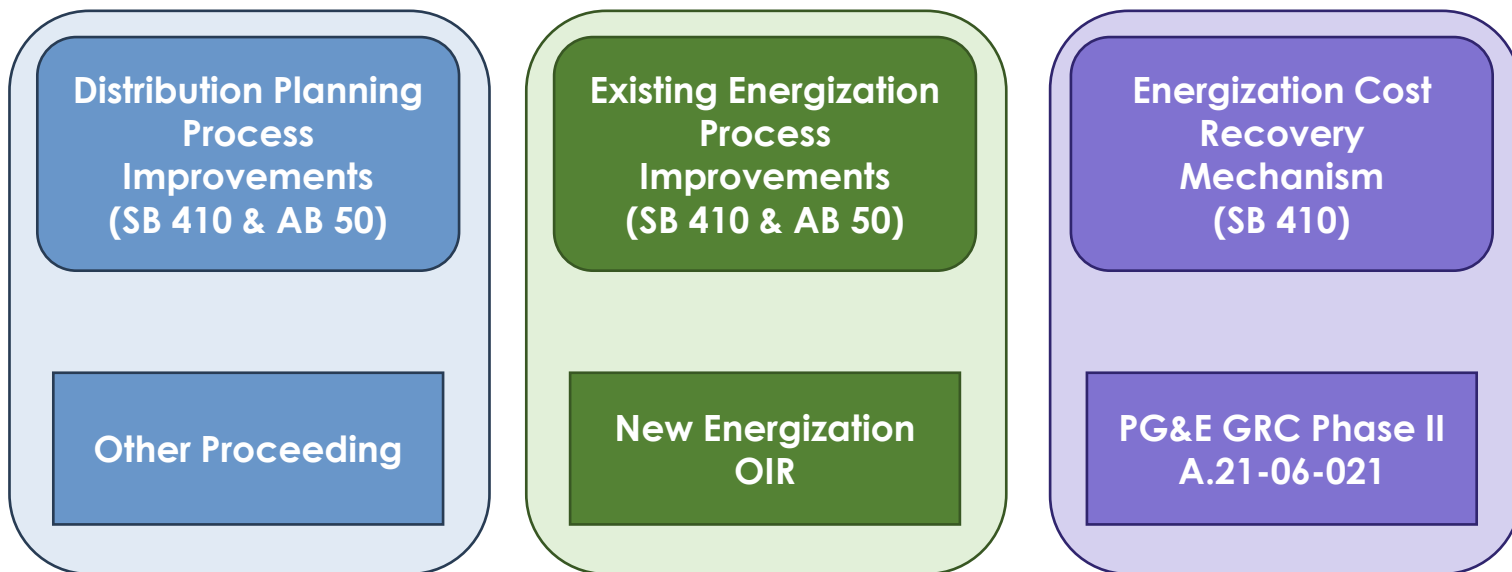 Distribution Planning
Process
Improvements
(SB 410 & AB 50)
Other Proceeding
Existing Energization
Process
Improvements
(SB 410 & AB 50)
New Energization
OIR
Energization Cost
Recovery
Mechanism
(SB 410)
PG&E GRC Phase II
A.21-06-021